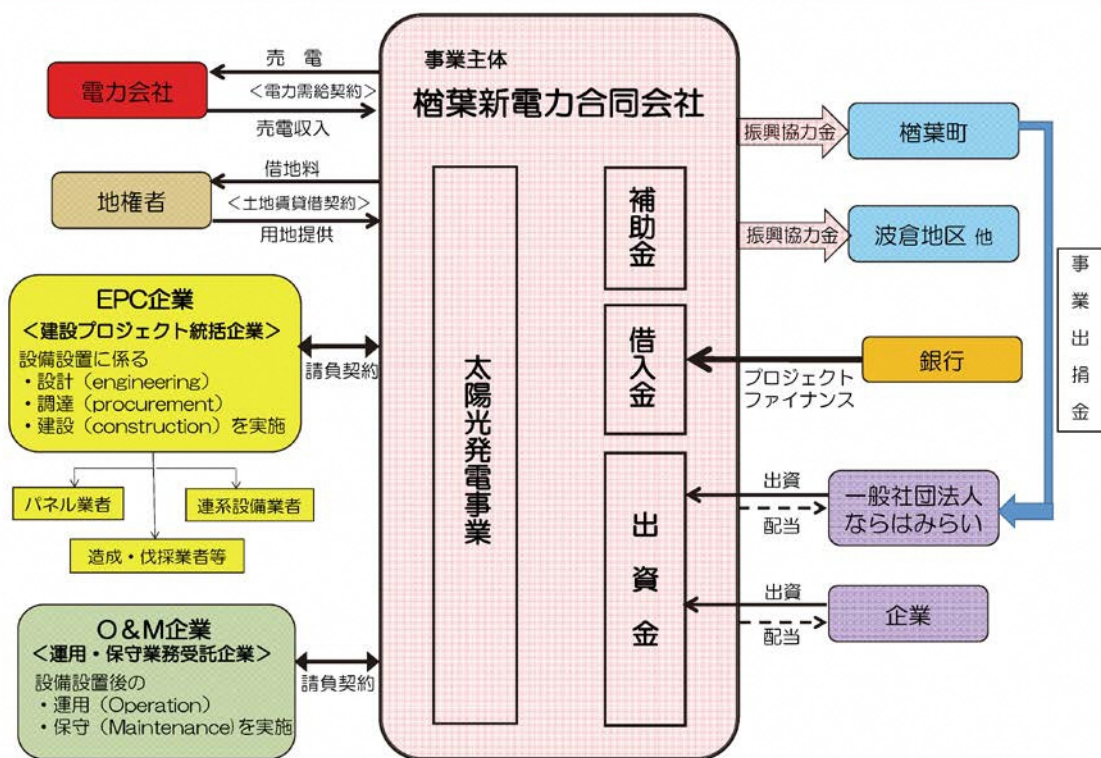 事業主体
楢葉新電力合同会社
太陽光発電事業
補助金
借入金
出資金
電力会社
売 電
<電力需給契約>
売電収入
地権者
借地料
<土地賃貸借契約>
用地提供
EPC企業
<建設プロジェクト統括企業>
設備設置に係る
・設計（engineering）
・調達（procurement）
・建設（construction）を実施
請負契約
パネル業者
連系設備業者
造成・伐採業者等
O&M企業
<運用・保守業務受託企業>
設備設置後の
・運用（Operation）
・保守（Maintenance)を実施
請負契約
振興協力金
楢葉町
振興協力金
波倉地区 他
事業出捐金
銀行
プロジェクト
ファイナンス
出資
配当
一般社団法人
ならはみらい
出資
配当
企業